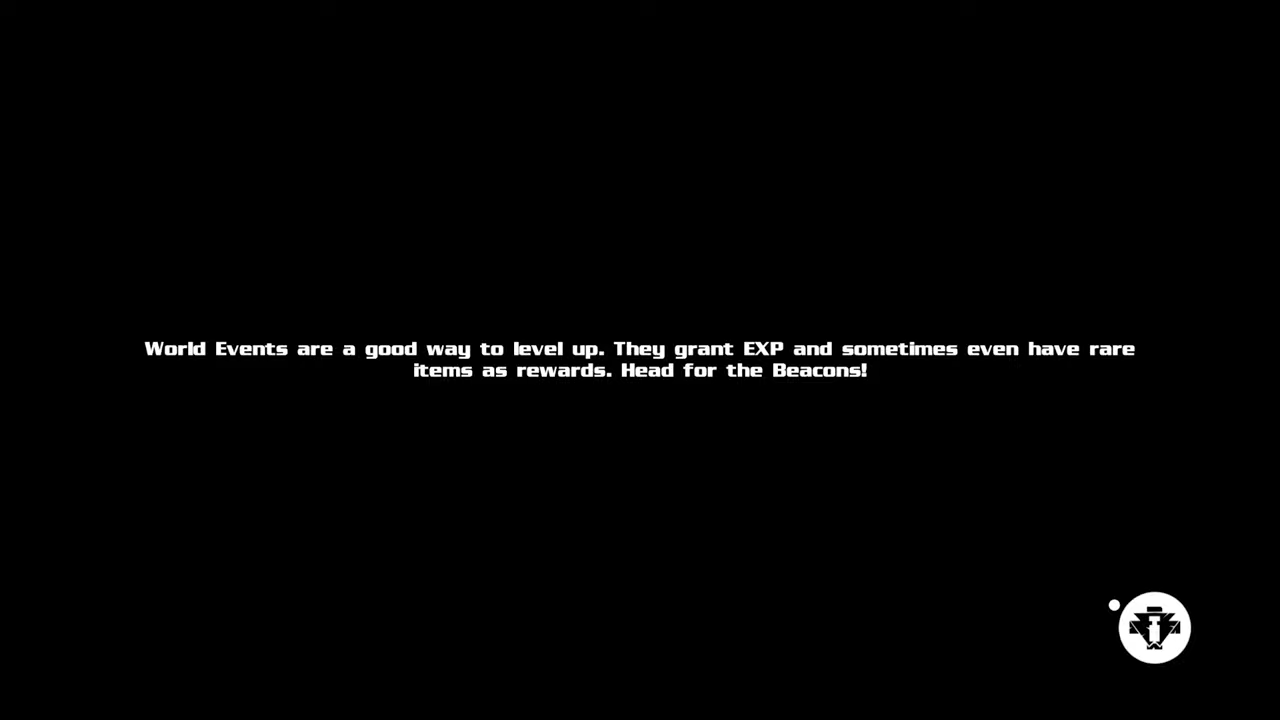 World Events are a good way to level up. They grant EXP and sometimes even have rare
items as rewards. Head for the Beacons!